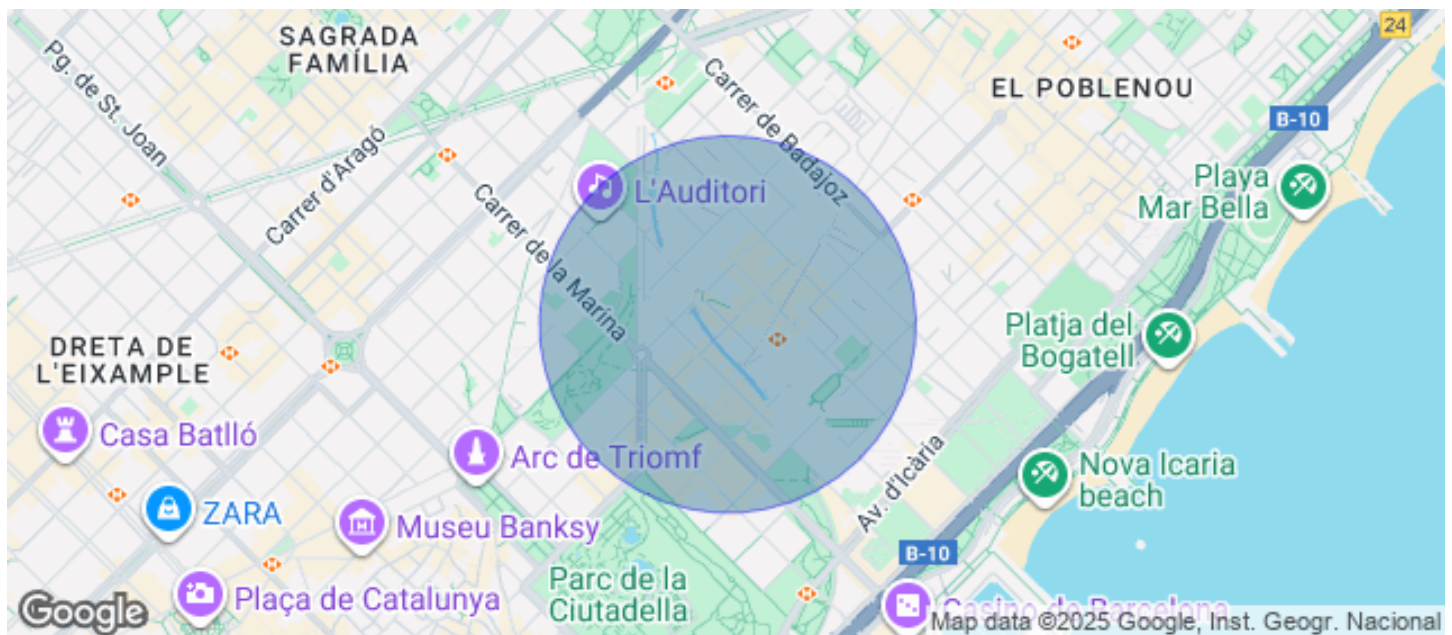 24
SAGRADA
FAMÍLIA
Pg. de St. Joan
Carrer de Badajoz
EL POBLENOU
B-10
Carrer d'Aragó
Playa
Mar Bella
L'Auditori
Carrer de la Marina
DRETA DE
L'EIXAMPLE
Platja del
Bogatell
Casa Batlló
Arc de Triomf
Av. d'Icària
Nova Icaria
beach
ZARA
Museu Banksy
B-10
Parc de la
Ciutadella
Plaça de Catalunya
Casino de Barcelona
Google
Map data ©2025 Google, Inst. Geogr. Nacional